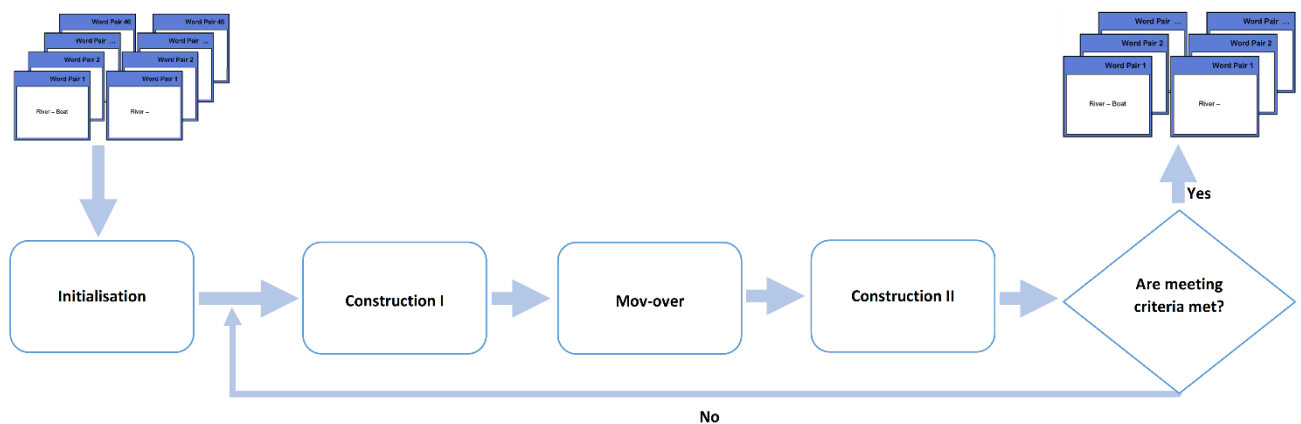 Word Pair 46
Word Pair 46
Word Pair ...
Word Pair ...
Word Pair 2
Word Pair 2
Word Pair 1
Word Pair 1
River – Boat
River –
Word Pair ...
Word Pair ...
Word Pair 2
Word Pair 2
Word Pair 1
Word Pair 1
River – Boat
River –
Yes
Initialisation
Construction I
Mov-over
Construction II
Are meeting
criteria met?
No